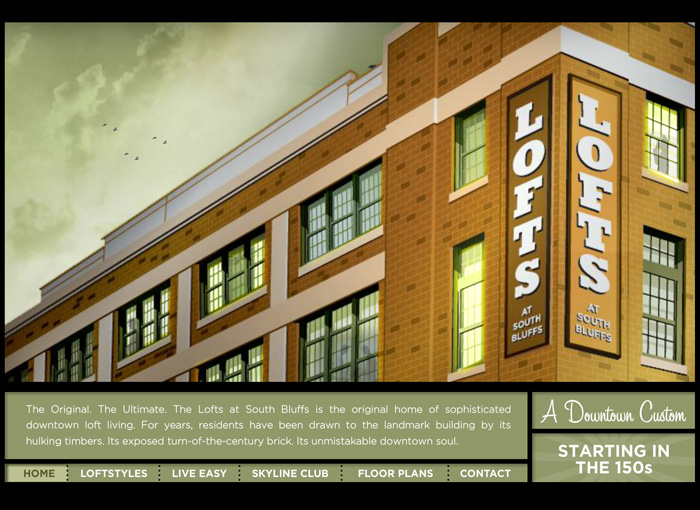 LOFTS
AT
SOUTH
BLUFFS
LOFTS
AT
SOUTH
BLUFFS
The Original. The Ultimate. The Lofts at South Bluffs is the original home of sophisticated
downtown loft living. For years, residents have been drawn to the landmark building by its
hulking timbers. Its exposed turn-of-the-century brick. Its unmistakable downtown soul.
A Downtown Custom
STARTING IN
THE 150s
HOME LOFTSTYLES LIVE EASY SKYLINE CLUB FLOOR PLANS CONTACT